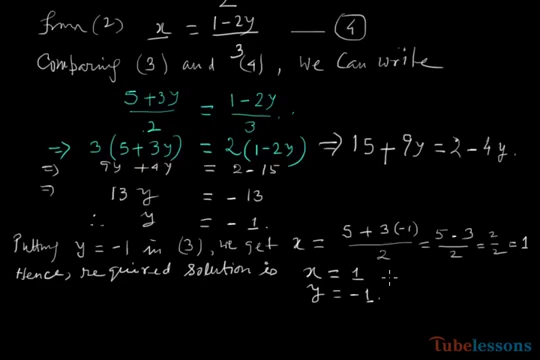 2
from (2) x = (1-2y)/3 —— (4)
Comparing (3) and (4), we can write
(5+3y)/2 = (1-2y)/3
⇒ 3(5+3y) = 2(1-2y) ⇒ 15+9y = 2-4y.
⇒ 9y + 4y = 2-15
⇒ 13y = -13
∴ y = -1.
Putting y = -1 in (3), we get x = (5+3(-1))/2 = (5-3)/2 = 2/2 = 1
Hence, required solution is x = 1
y = -1.
Tubelessons